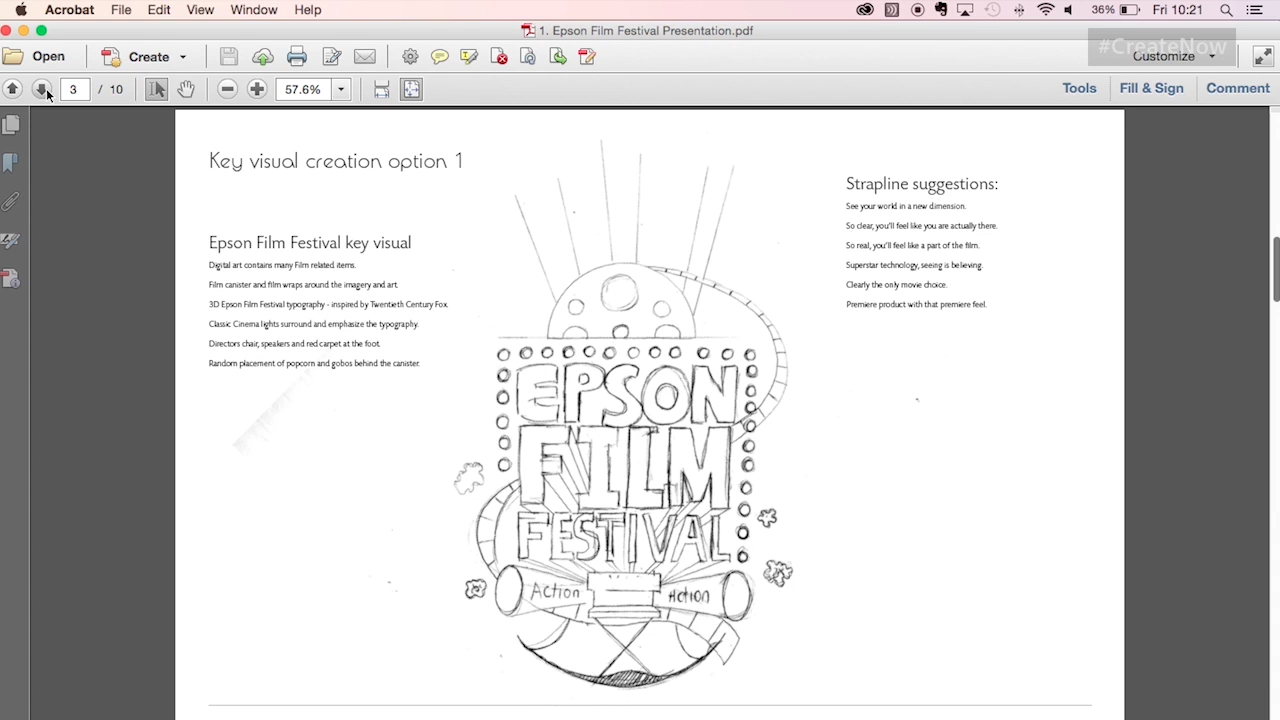 Acrobat File Edit View Window Help
36% Fri 10:21
1. Epson Film Festival Presentation.pdf
#CreateNow
Open Create Customize
3 / 10 57.6% Tools Fill & Sign Comment
Key visual creation option 1
Epson Film Festival key visual
Digital art contains many Film related items.
Film canister and film wraps around the imagery and art.
3D Epson Film Festival typography - inspired by Twentieth Century Fox.
Classic Cinema lights surround and emphasize the typography.
Directors chair, speakers and red carpet at the foot.
Random placement of popcorn and gobos behind the canister.
EPSON
FILM
FESTIVAL
Action Action
Strapline suggestions:
See your world in a new dimension.
So clear, you'll feel like you are actually there.
So real, you'll feel like a part of the film.
Superstar technology, seeing is believing.
Clearly the only movie choice.
Premiere product with that premiere feel.